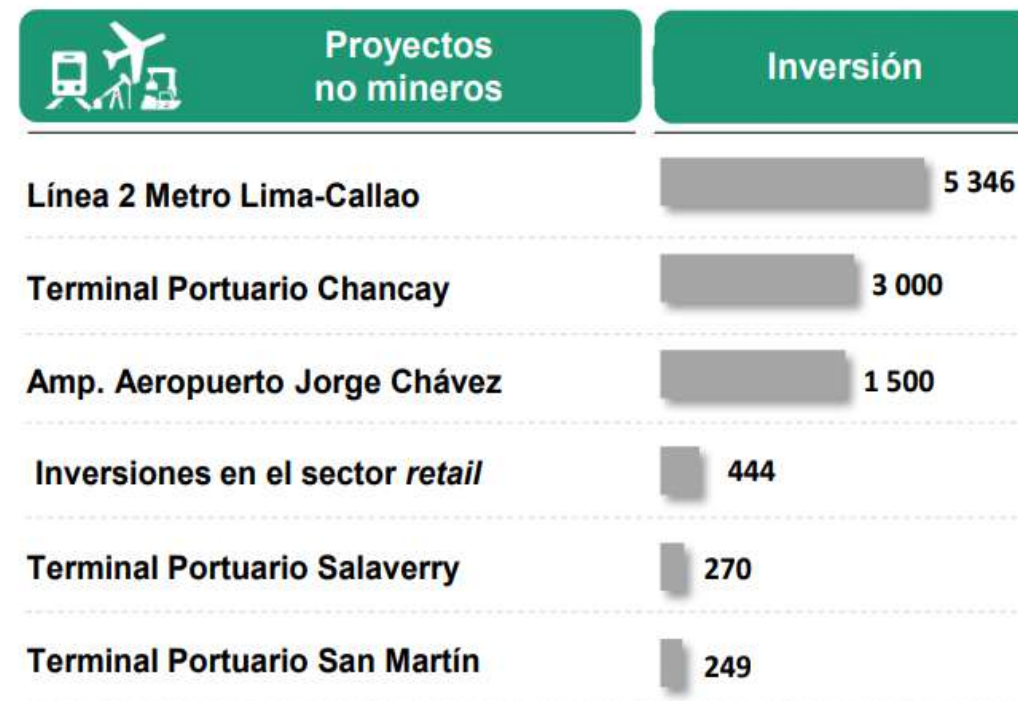 Proyectos
no mineros
Inversión
Línea 2 Metro Lima-Callao
5 346
Terminal Portuario Chancay
3 000
Amp. Aeropuerto Jorge Chávez
1 500
Inversiones en el sector retail
444
Terminal Portuario Salaverry
270
Terminal Portuario San Martín
249